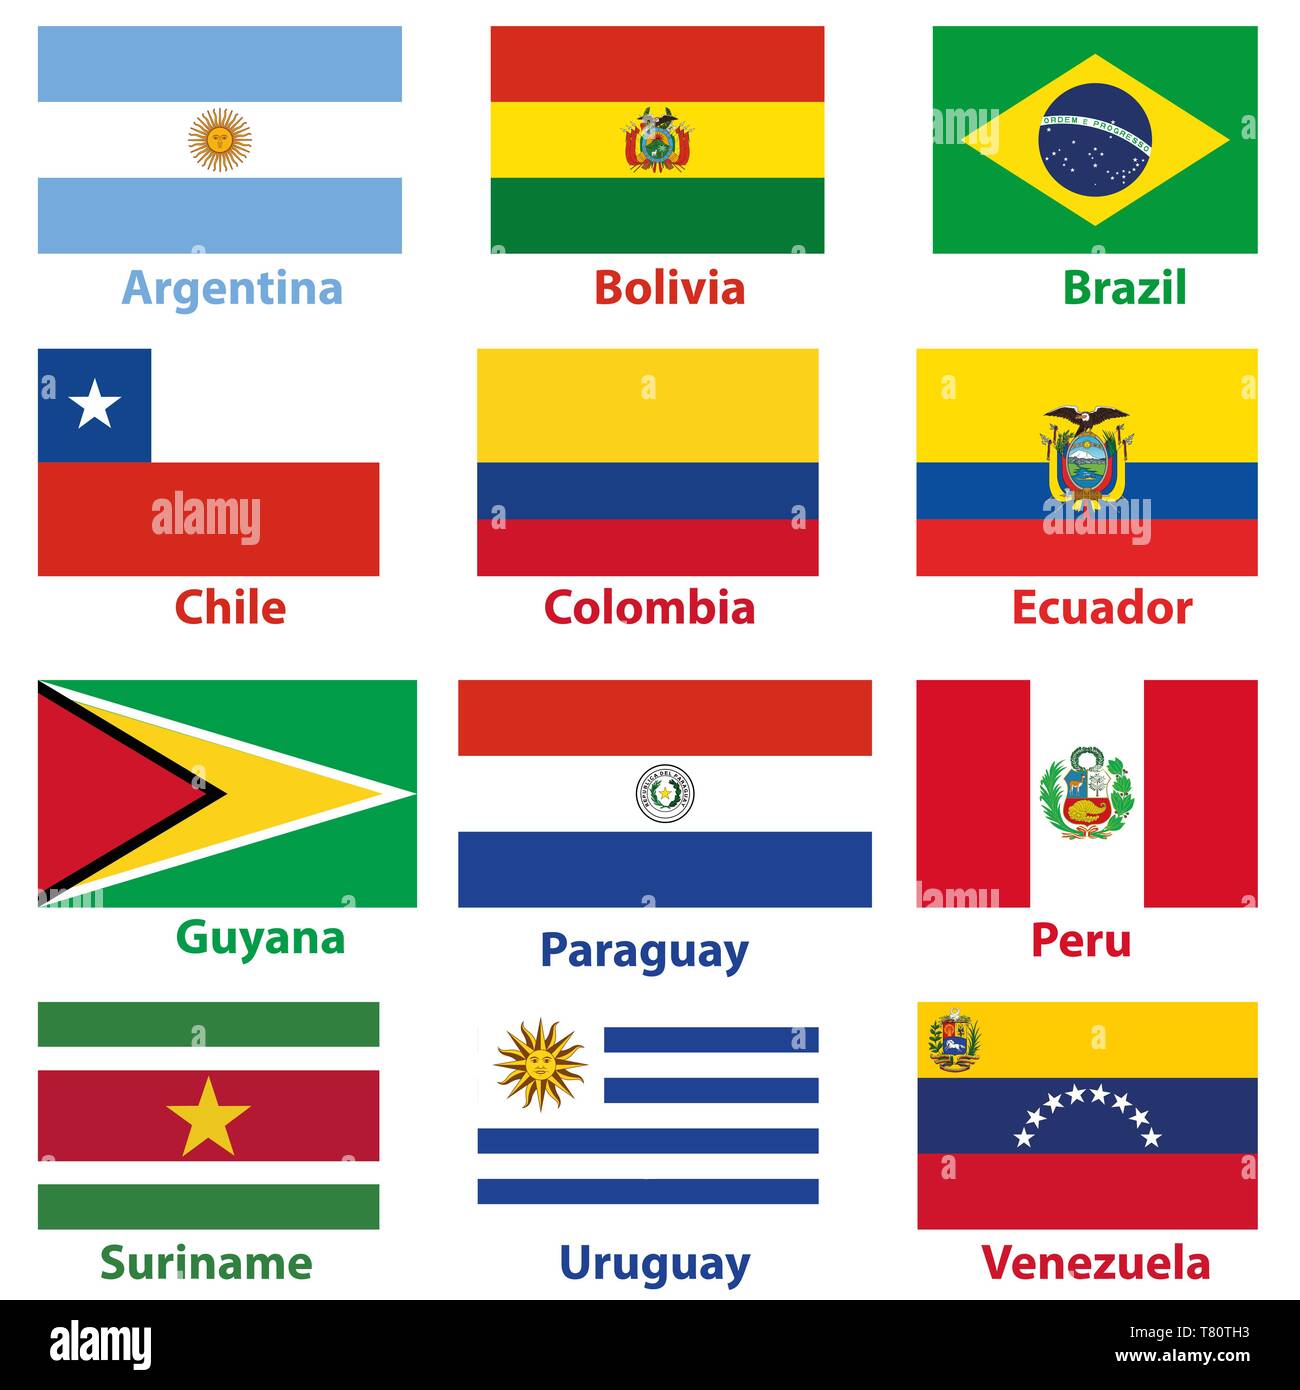 ORDEM E PROGRESSO
Argentina
Bolivia
Brazil
Chile
Colombia
Ecuador
REPUBLICA DEL PARAGUAY
Guyana
Paraguay
Peru
Suriname
Uruguay
Venezuela
a
alamy
alamy
Image ID: T80TH3
www.alamy.com